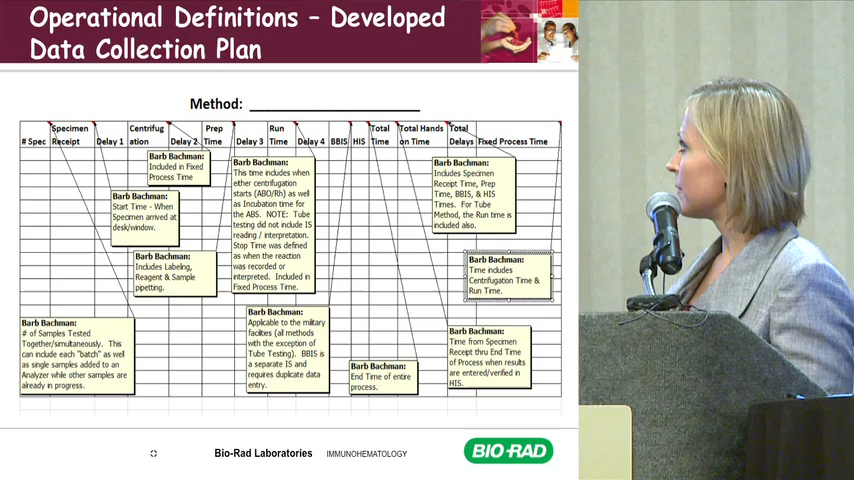 Operational Definitions – Developed
Data Collection Plan
Method: ____________________
# Spec
Specimen
Receipt
Delay 1
Centrifug
ation
Delay 2
Prep
Time
Delay 3
Run
Time
Delay 4
BBIS
HIS
Total
Time
Total Hands
on Time
Total
Delays
Fixed Process Time
Barb Bachman:
Included in Fixed
Process Time
Barb Bachman:
Start Time - When
Specimen arrived at
desk/window.
Barb Bachman:
Includes Labeling,
Reagent & Sample
pipetting.
Barb Bachman:
# of Samples Tested
Together/simultaneously. This
can include each "batch" as well
as single samples added to an
Analyzer while other samples are
already in progress.
Barb Bachman:
This time includes when
ether centrifugation
starts (ABO/Rh) as well
as Incubation time for
the ABS. NOTE: Tube
testing did not include IS
reading / interpretation.
Stop Time was defined
as when the reaction
was recorded or
interpreted. Included in
Fixed Process Time.
Barb Bachman:
Applicable to the military
facilities (all methods
with the exception of
Tube Testing). BBIS is
a separate IS and
requires duplicate data
entry.
Barb Bachman:
End Time of entire
process.
Barb Bachman:
Includes Specimen
Receipt Time, Prep
Time, BBIS, & HIS
Times. For Tube
Method, the Run time is
included also.
Barb Bachman:
Time includes
Centrifugation Time &
Run Time.
Barb Bachman:
Time from Specimen
Receipt thru End Time
of Process when results
are entered/verified in
HIS.
Bio-Rad Laboratories IMMUNOHEMATOLOGY
BIO-RAD